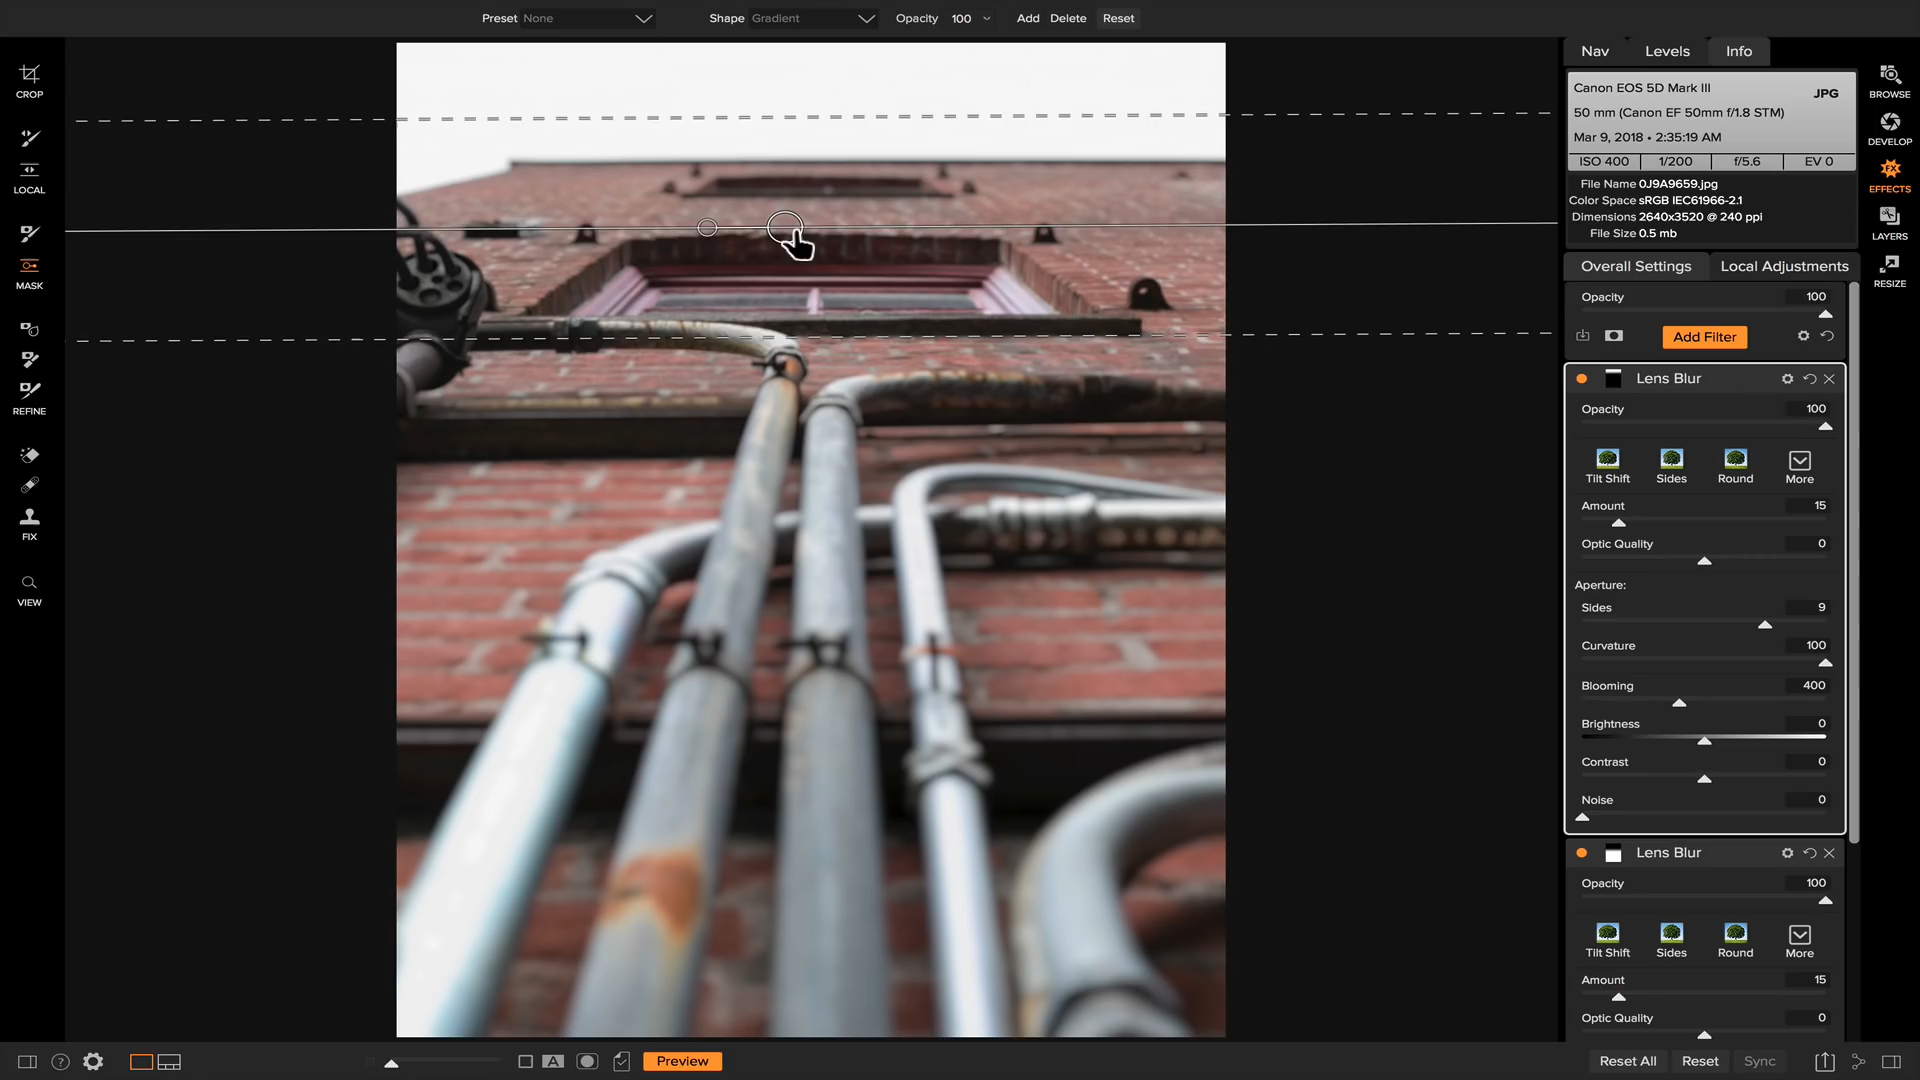 Preset None Shape Gradient Opacity 100 Add Delete Reset
CROP
LOCAL
MASK
REFINE
FIX
VIEW
Nav Levels Info
Canon EOS 5D Mark III JPG
50 mm (Canon EF 50mm f/1.8 STM)
Mar 9, 2018 • 2:35:19 AM
ISO 400 1/200 f/5.6 EV 0
File Name 0J9A9659.jpg
Color Space sRGB IEC61966-2.1
Dimensions 2640x3520 @ 240 ppi
File Size 0.5 mb
BROWSE
DEVELOP
EFFECTS
LAYERS
RESIZE
Overall Settings Local Adjustments
Opacity 100
Add Filter
Lens Blur
Opacity 100
Tilt Shift Sides Round More
Amount 15
Optic Quality 0
Aperture:
Sides 9
Curvature 100
Blooming 400
Brightness 0
Contrast 0
Noise 0
Lens Blur
Opacity 100
Tilt Shift Sides Round More
Amount 15
Optic Quality 0
? A Preview Reset All Reset Sync